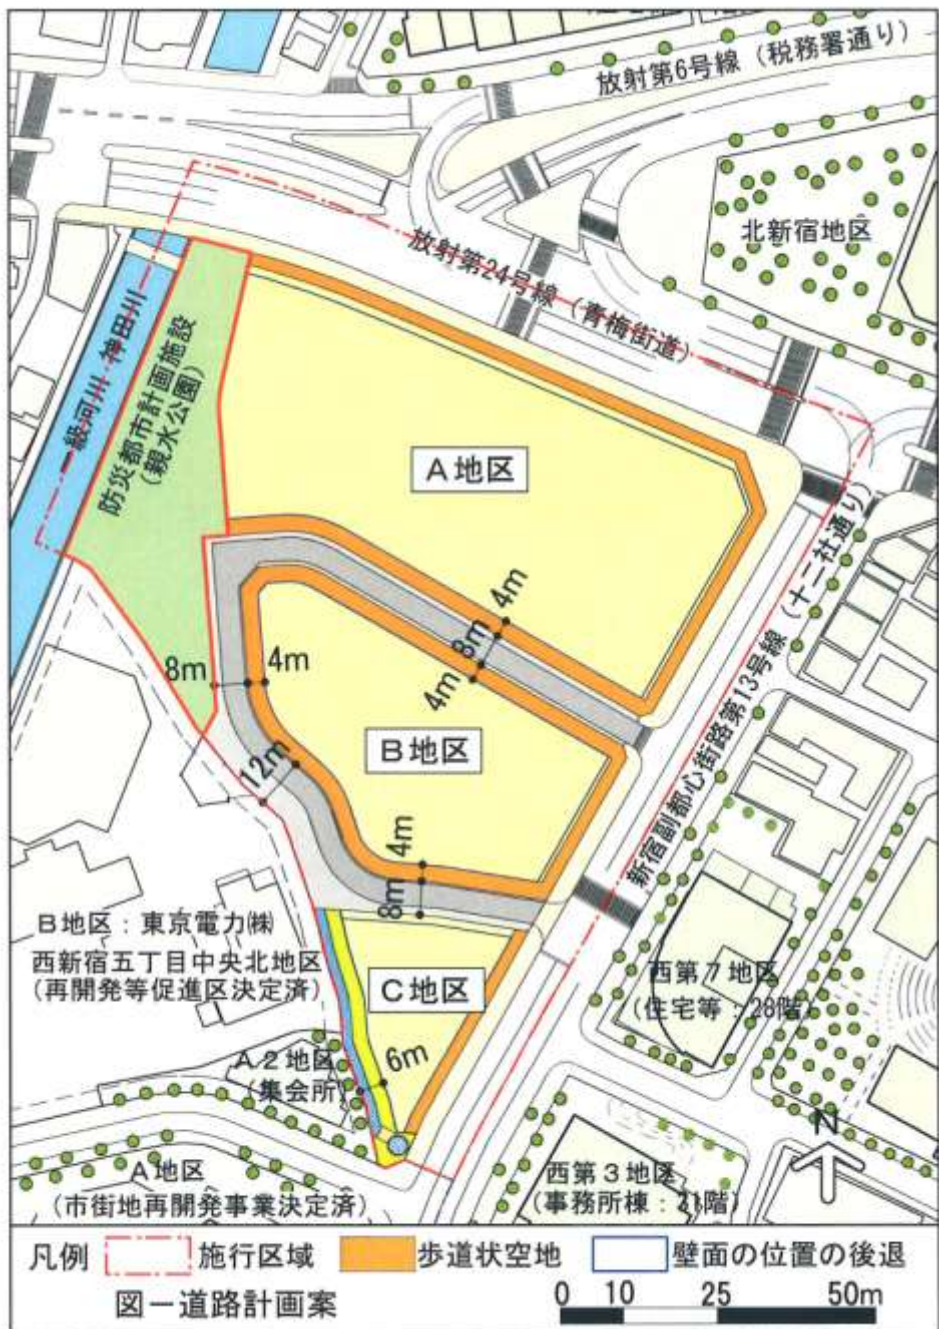 放射第6号線（税務署通り）
北新宿地区
放射第24号線（青梅街道）
一級河川 神田川
防災都市計画施設
（親水公園）
A地区
新宿副都心街路第13号線（十二社通り）
4m
8m
4m
8m
4m
B地区
12m
4m
8m
B地区：東京電力㈱
西新宿五丁目中央北地区
（再開発等促進区決定済）
C地区
西第7地区
（住宅等：28階）
A 2地区
（集会所）
6m
N
A地区
（市街地再開発事業決定済）
西第3地区
（事務所棟：31階）
凡例
施行区域
歩道状空地
壁面の位置の後退
図－道路計画案
0 10 25 50m